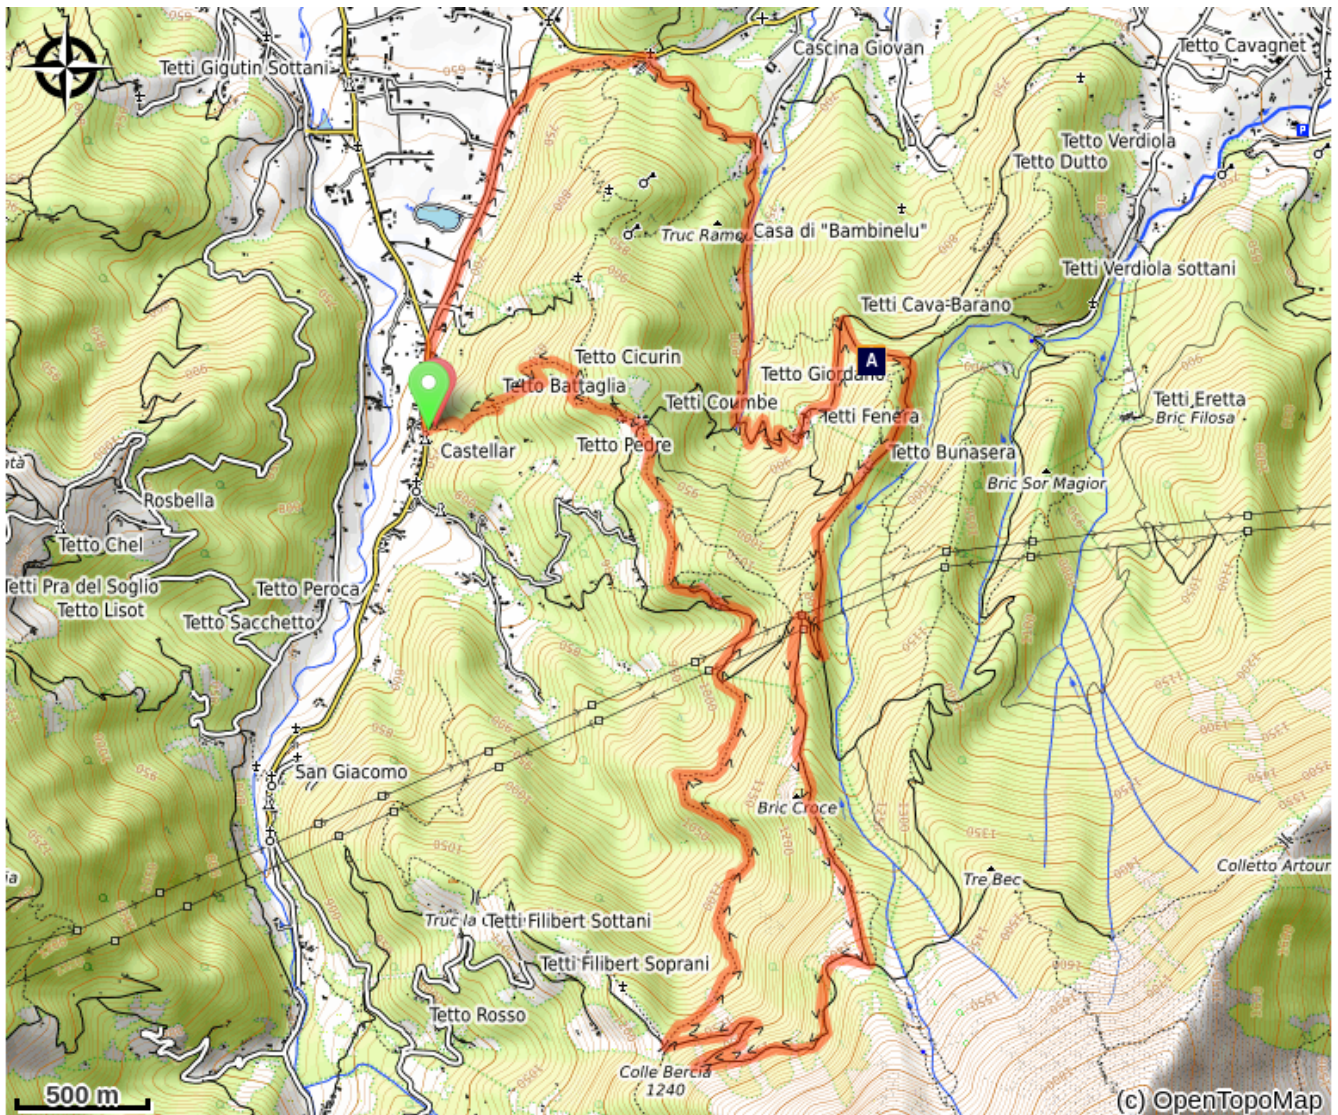 Cascina Giovan
Tetto Cavagnet
Tetti Gigutin Sottani
Tetto Verdiola
Tetto Dutto
P
Truc Rame
Casa di "Bambinelu"
Tetti Verdiola sottani
Tetti Cava-Barano
Tetto Cicurin
A
Tetto Giordano
Tetto Battaglia
Tetti Coumbe
Tetti Eretta
Bric Filosa
Tetti Fenera
Castellar
Tetto Pedre
Tetto Bunasera
Bric Sor Magior
Rosbella
Tetto Chel
Tetti Pra del Soglio
Tetto Lisot
Tetto Peroca
Tetto Sacchetto
San Giacomo
Bric Croce
Tre Bec
Colletto Artour
Truc la
Tetti Filibert Sottani
Tetti Filibert Soprani
Tetto Rosso
Colle Bercia
1240
500 m
(c) OpenTopoMap